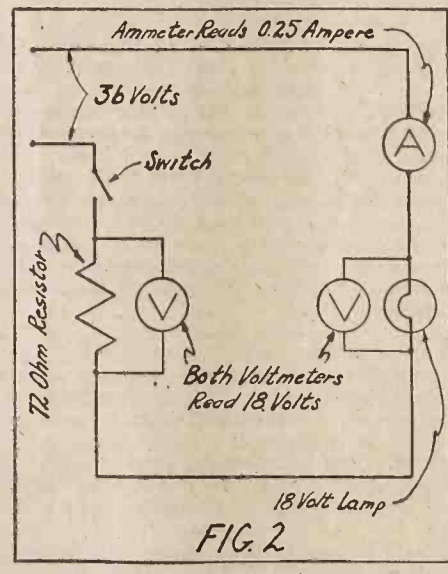 Ammeter Reads 0.25 Ampere
36 Volts
A
Switch
72 Ohm Resistor
V
V
Both Voltmeters
Read 18 Volts
18 Volt Lamp
FIG. 2